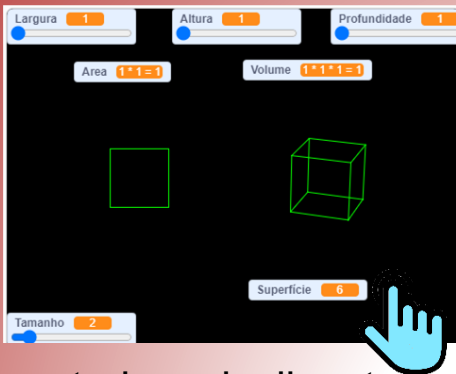 Largura 1 Altura 1 Profundidade 1
Area 1 * 1 = 1 Volume 1 * 1 * 1 = 1
Superfície 6
Tamanho 2